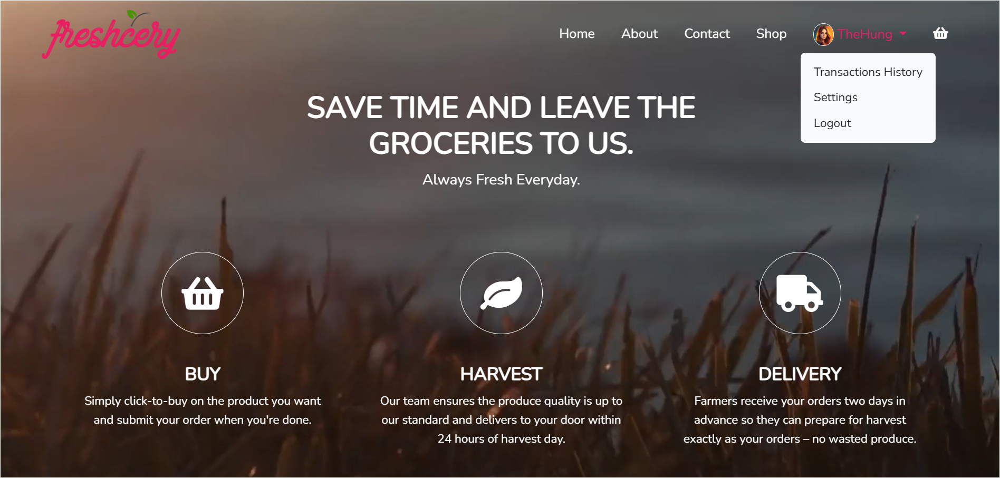 freshcery
Home
About
Contact
Shop
TheHung
Transactions History
Settings
Logout
SAVE TIME AND LEAVE THE
GROCERIES TO US.
Always Fresh Everyday.
BUY
Simply click-to-buy on the product you want
and submit your order when you're done.
HARVEST
Our team ensures the produce quality is up to
our standard and delivers to your door within
24 hours of harvest day.
DELIVERY
Farmers receive your orders two days in
advance so they can prepare for harvest
exactly as your orders – no wasted produce.